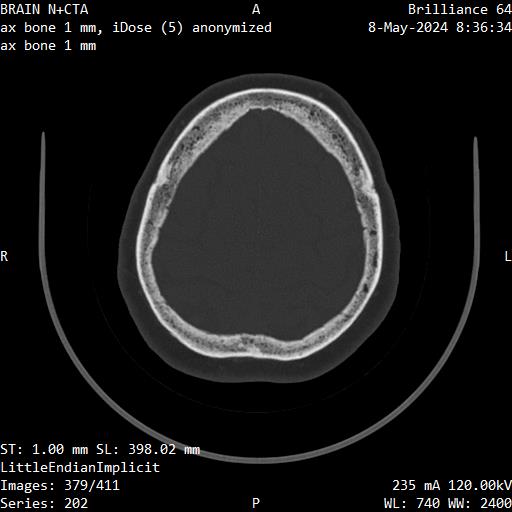 BRAIN N+CTA
A
Brilliance 64
ax bone 1 mm, iDose (5) anonymized
8-May-2024 8:36:34
ax bone 1 mm
R
L
ST: 1.00 mm SL: 398.02 mm
LittleEndianImplicit
Images: 379/411
235 mA 120.00kV
Series: 202
P
WL: 740 WW: 2400